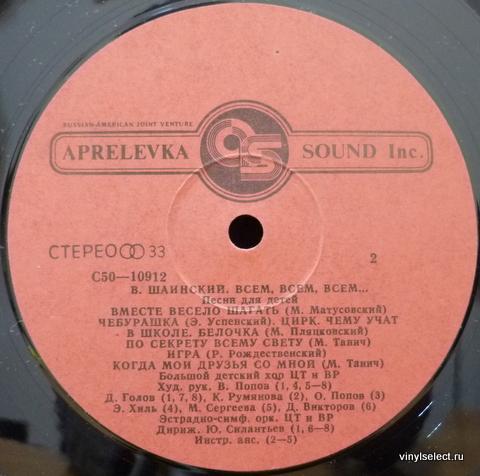 RUSSIAN-AMERICAN JOINT VENTURE
APRELEVKA SOUND Inc.
СТЕРЕО 33
2
С50—10912
В. ШАИНСКИЙ. ВСЕМ, ВСЕМ, ВСЕМ...
Песни для детей
ВМЕСТЕ ВЕСЕЛО ШАГАТЬ (М. Матусовский)
ЧЕБУРАШКА (Э. Успенский). ЦИРК. ЧЕМУ УЧАТ
В ШКОЛЕ. БЕЛОЧКА (М. Пляцковский)
ПО СЕКРЕТУ ВСЕМУ СВЕТУ (М. Танич)
ИГРА (Р. Рождественский)
КОГДА МОИ ДРУЗЬЯ СО МНОЙ (М. Танич)
Большой детский хор ЦТ и ВР
Худ. рук. В. Попов (1, 4, 5—8)
Д. Голов (1, 7, 8), К. Румянова (2), О. Попов (3)
Э. Хиль (4), М. Сергеева (5), Д. Викторов (6)
Эстрадно-симф. орк. ЦТ и ВР
Дириж. Ю. Силантьев (1, 6—8)
Инстр. анс. (2—5)
vinylselect.ru